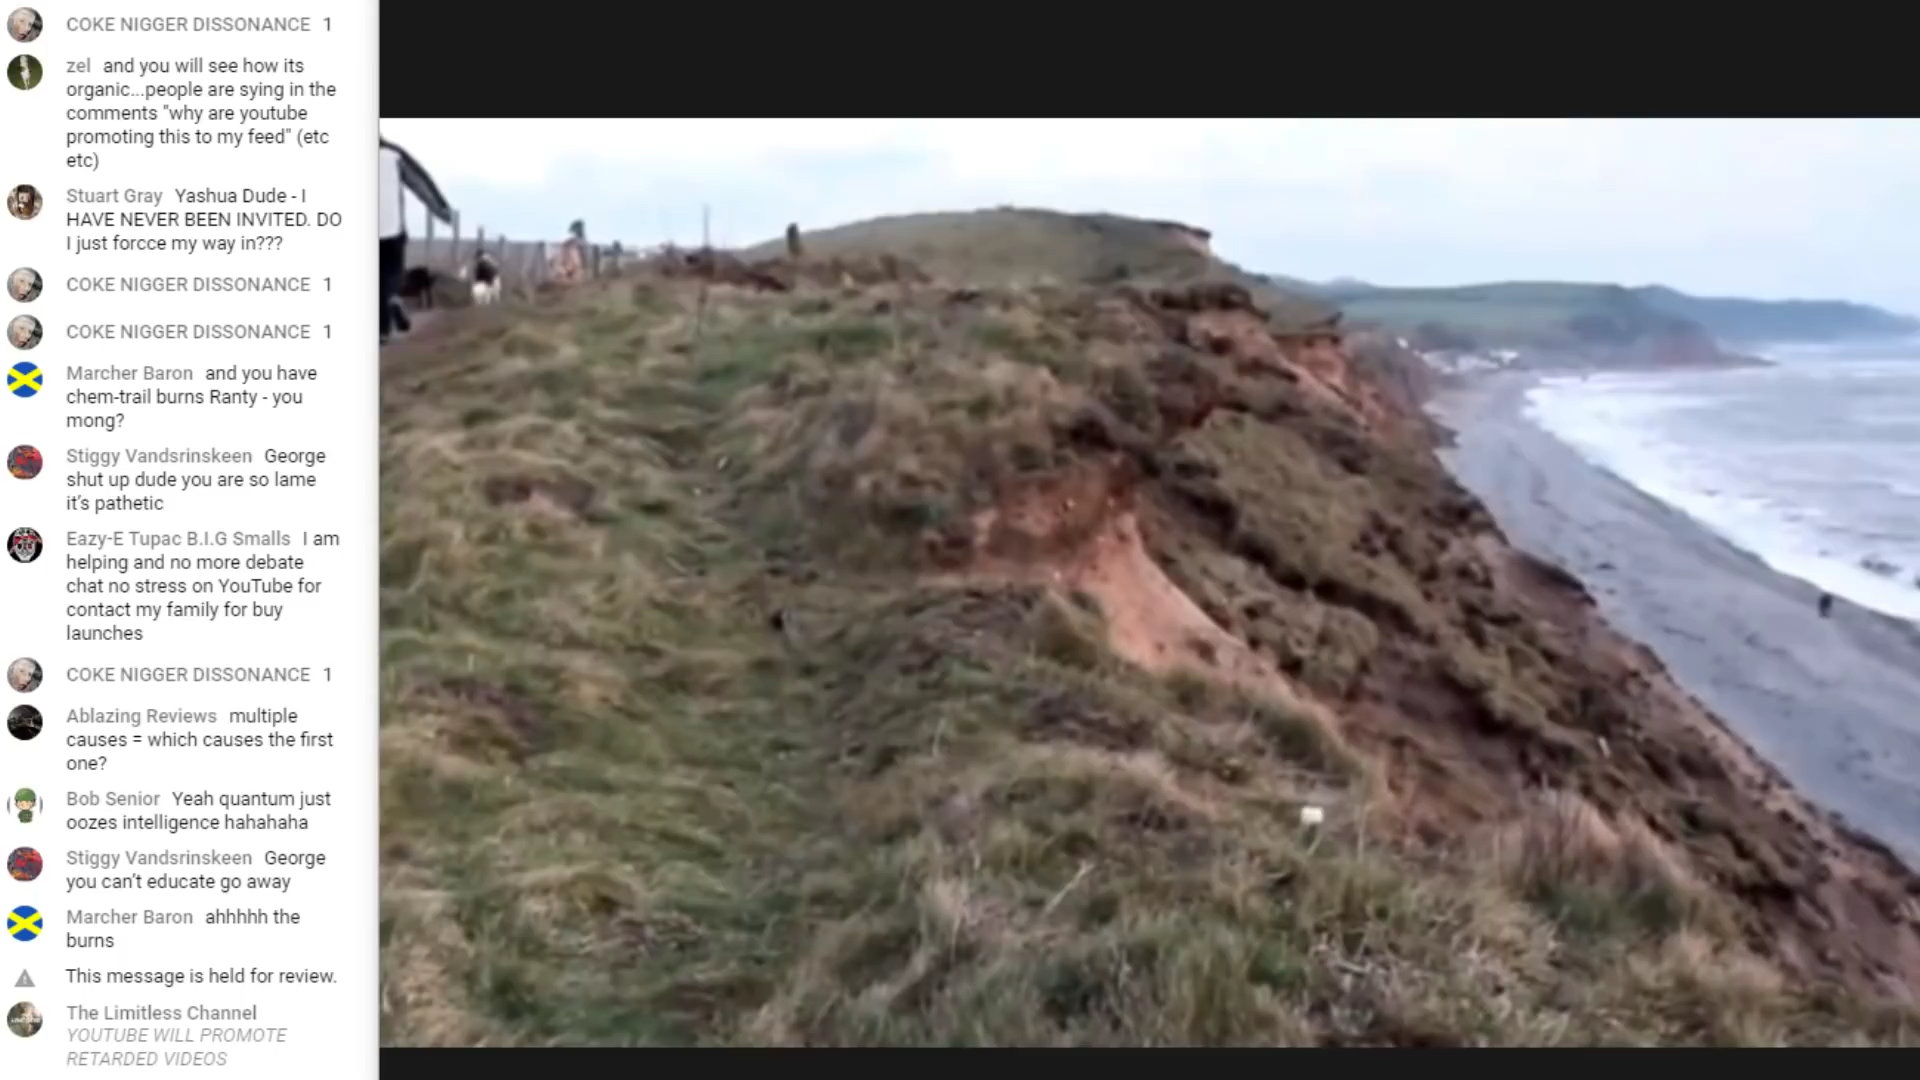 COKE NIGGER DISSONANCE 1
zel and you will see how its
organic...people are sying in the
comments "why are youtube
promoting this to my feed" (etc
etc)
Stuart Gray Yashua Dude - I
HAVE NEVER BEEN INVITED. DO
I just forcce my way in???
COKE NIGGER DISSONANCE 1
COKE NIGGER DISSONANCE 1
Marcher Baron and you have
chem-trail burns Ranty - you
mong?
Stiggy Vandsrinskeen George
shut up dude you are so lame
it's pathetic
Eazy-E Tupac B.I.G Smalls I am
helping and no more debate
chat no stress on YouTube for
contact my family for buy
launches
COKE NIGGER DISSONANCE 1
Ablazing Reviews multiple
causes = which causes the first
one?
Bob Senior Yeah quantum just
oozes intelligence hahahaha
Stiggy Vandsrinskeen George
you can't educate go away
Marcher Baron ahhhhh the
burns
This message is held for review.
The Limitless Channel
YOUTUBE WILL PROMOTE
RETARDED VIDEOS